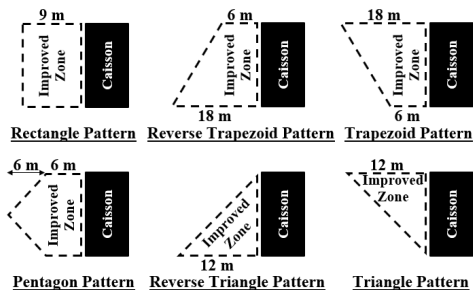 9 m
Improved
Zone
Caisson
Rectangle Pattern
6 m
Improved
Zone
Caisson
18 m
Reverse Trapezoid Pattern
18 m
Improved
Zone
Caisson
6 m
Trapezoid Pattern
6 m 6 m
Improved
Zone
Caisson
Pentagon Pattern
Improved
Zone
Caisson
12 m
Reverse Triangle Pattern
12 m
Improved
Zone
Caisson
Triangle Pattern